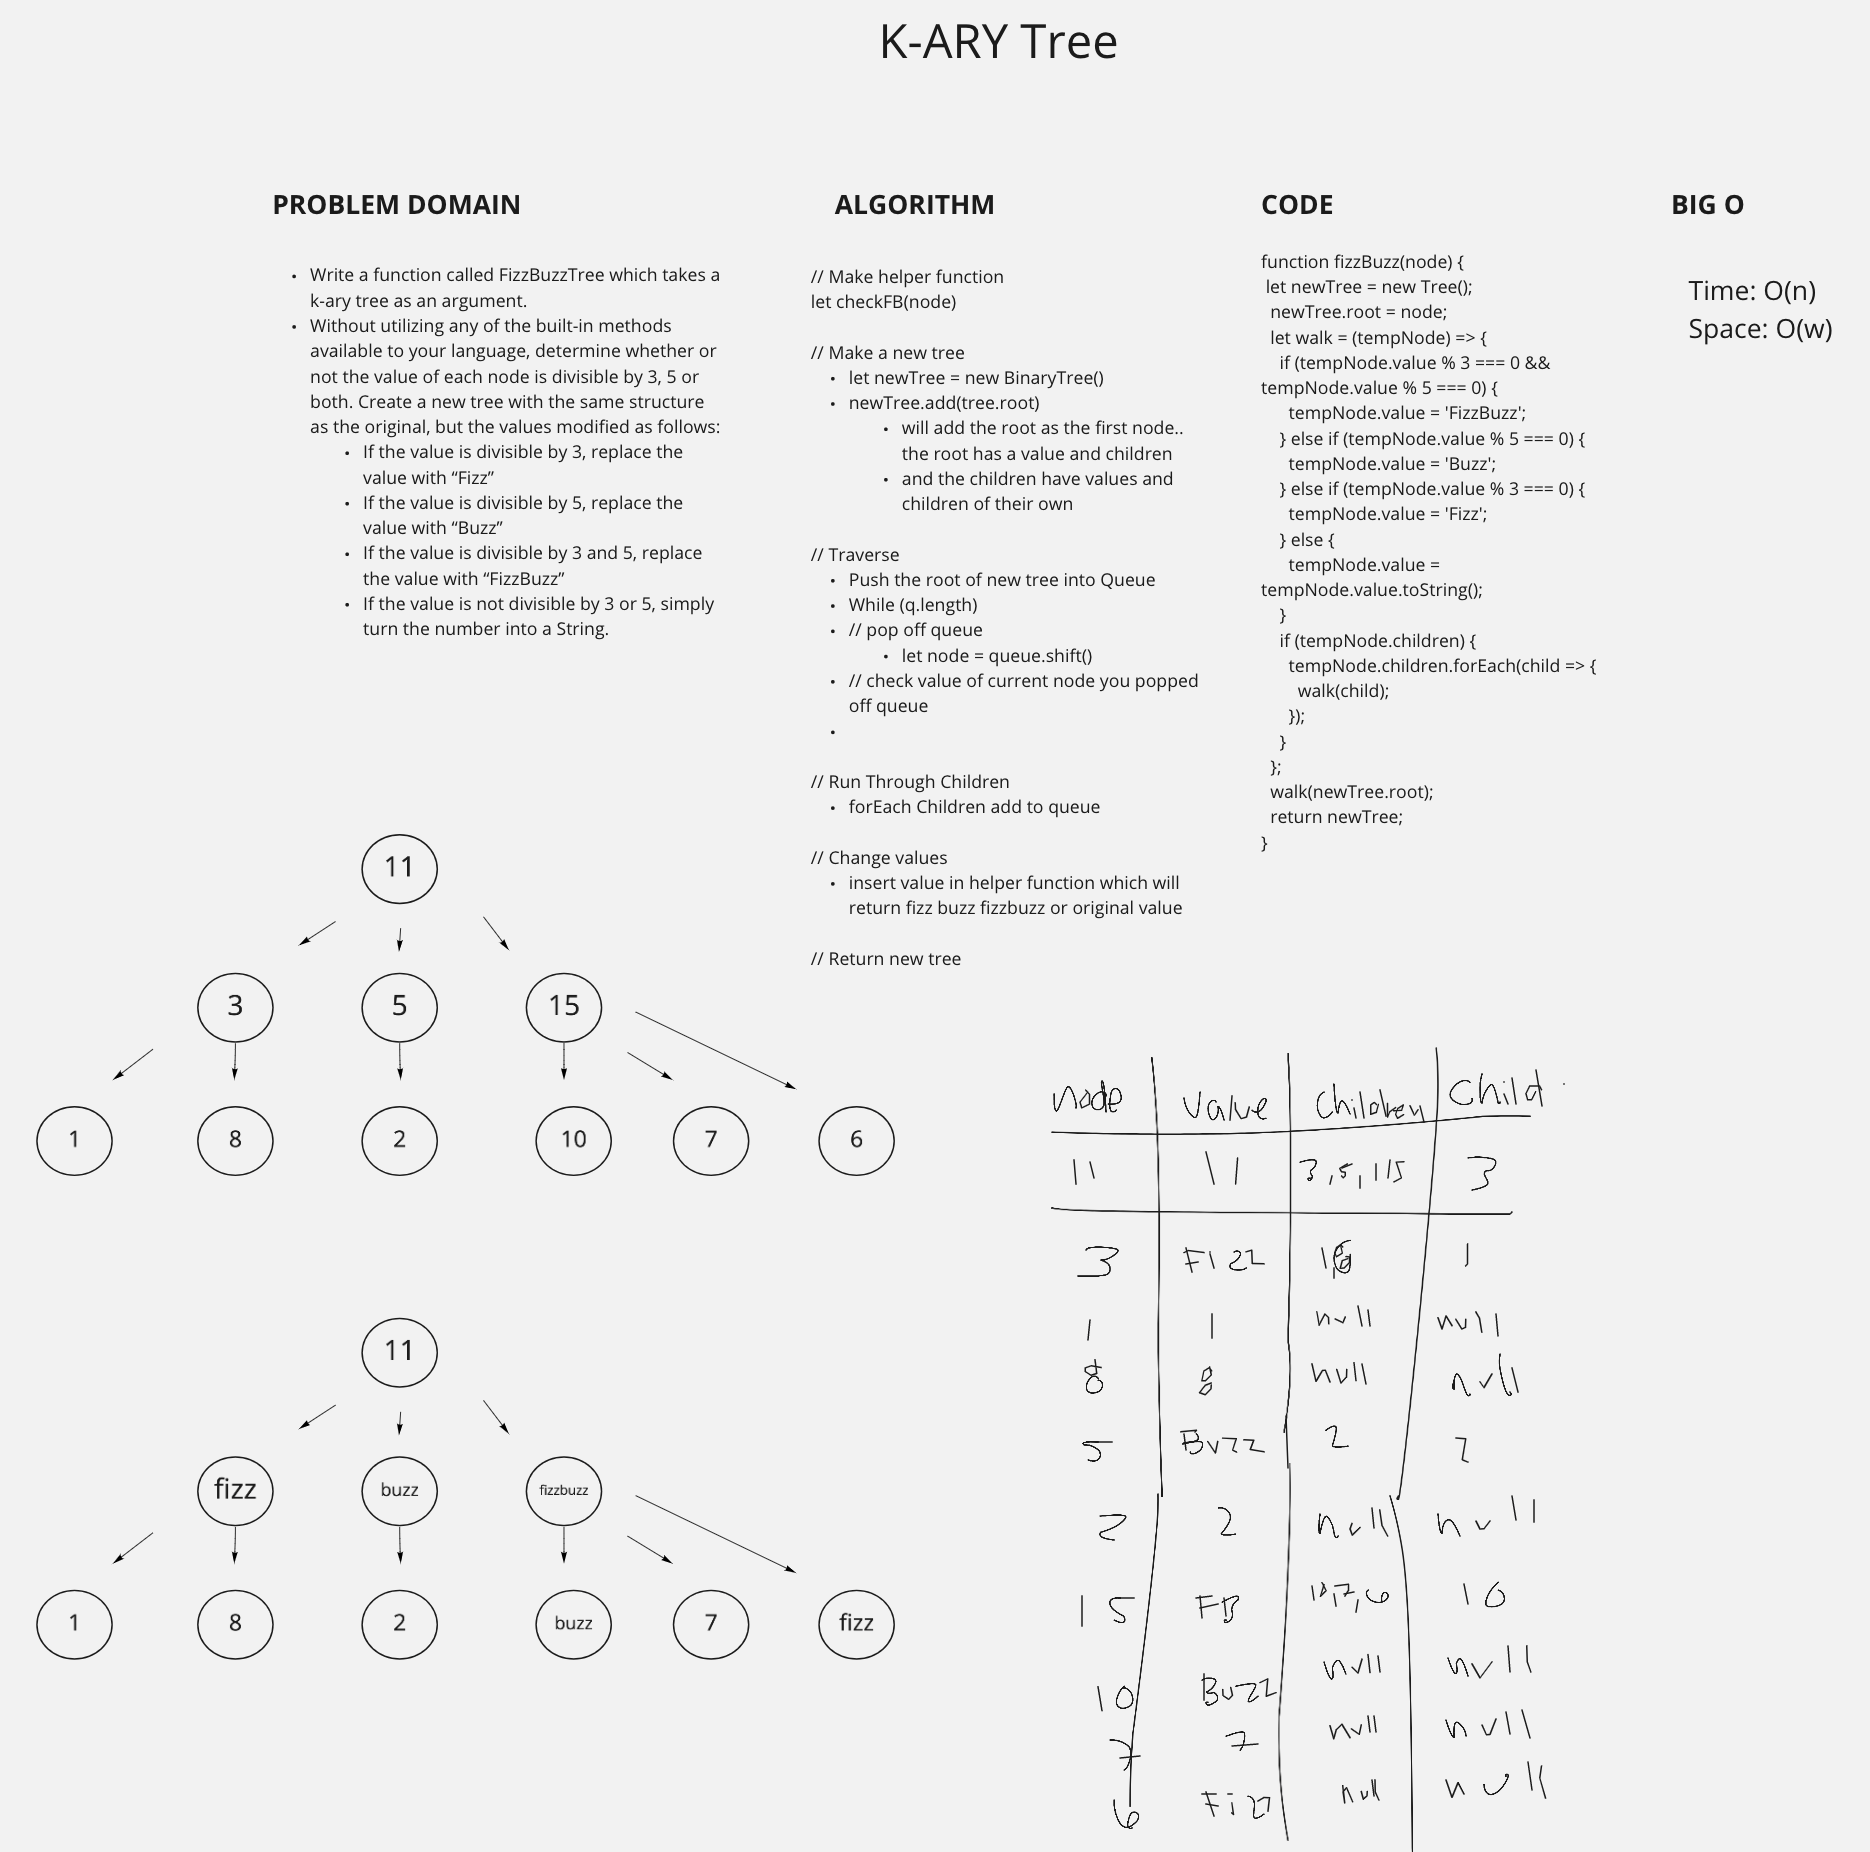 K-ARY Tree
PROBLEM DOMAIN
• Write a function called FizzBuzzTree which takes a
k-ary tree as an argument.
• Without utilizing any of the built-in methods
available to your language, determine whether or
not the value of each node is divisible by 3, 5 or
both. Create a new tree with the same structure
as the original, but the values modified as follows:
• If the value is divisible by 3, replace the
value with “Fizz”
• If the value is divisible by 5, replace the
value with “Buzz”
• If the value is divisible by 3 and 5, replace
the value with “FizzBuzz”
• If the value is not divisible by 3 or 5, simply
turn the number into a String.
ALGORITHM
// Make helper function
let checkFB(node)
// Make a new tree
• let newTree = new BinaryTree()
• newTree.add(tree.root)
• will add the root as the first node..
the root has a value and children
• and the children have values and
children of their own
// Traverse
• Push the root of new tree into Queue
• While (q.length)
• // pop off queue
• let node = queue.shift()
• // check value of current node you popped
off queue
•
// Run Through Children
• forEach Children add to queue
// Change values
• insert value in helper function which will
return fizz buzz fizzbuzz or original value
// Return new tree
CODE
function fizzBuzz(node) {
let newTree = new Tree();
newTree.root = node;
let walk = (tempNode) => {
if (tempNode.value % 3 === 0 &&
tempNode.value % 5 === 0) {
tempNode.value = 'FizzBuzz';
} else if (tempNode.value % 5 === 0) {
tempNode.value = 'Buzz';
} else if (tempNode.value % 3 === 0) {
tempNode.value = 'Fizz';
} else {
tempNode.value =
tempNode.value.toString();
}
if (tempNode.children) {
tempNode.children.forEach(child => {
walk(child);
});
}
};
walk(newTree.root);
return newTree;
}
BIG O
Time: O(n)
Space: O(w)
11
3 5 15
1 8 2 10 7 6
11
fizz buzz fizzbuzz
1 8 2 buzz 7 fizz
node Value Children Child
11 11 3,5,115 3
3 Fizz 1
1 1 null null
8 8 null null
5 Buzz 2 2
2 2 null null
15 FB 10,7,6 10
10 Buzz null null
7 7 null null
6 Fizz null null